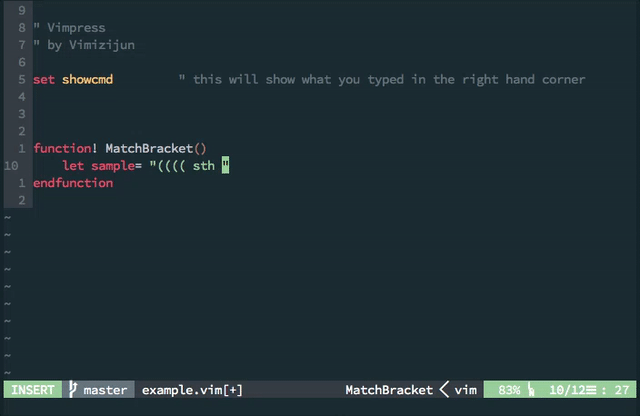 9
8 " Vimpress
7 " by Vimizijun
6
5 set showcmd " this will show what you typed in the right hand corner
4
3
2
1 function! MatchBracket()
10 let sample= "(((( sth "
1 endfunction
2
~
~
~
~
~
~
~
~
~
~
INSERT master example.vim[+] MatchBracket < vim 83% 10/12☰ : 27